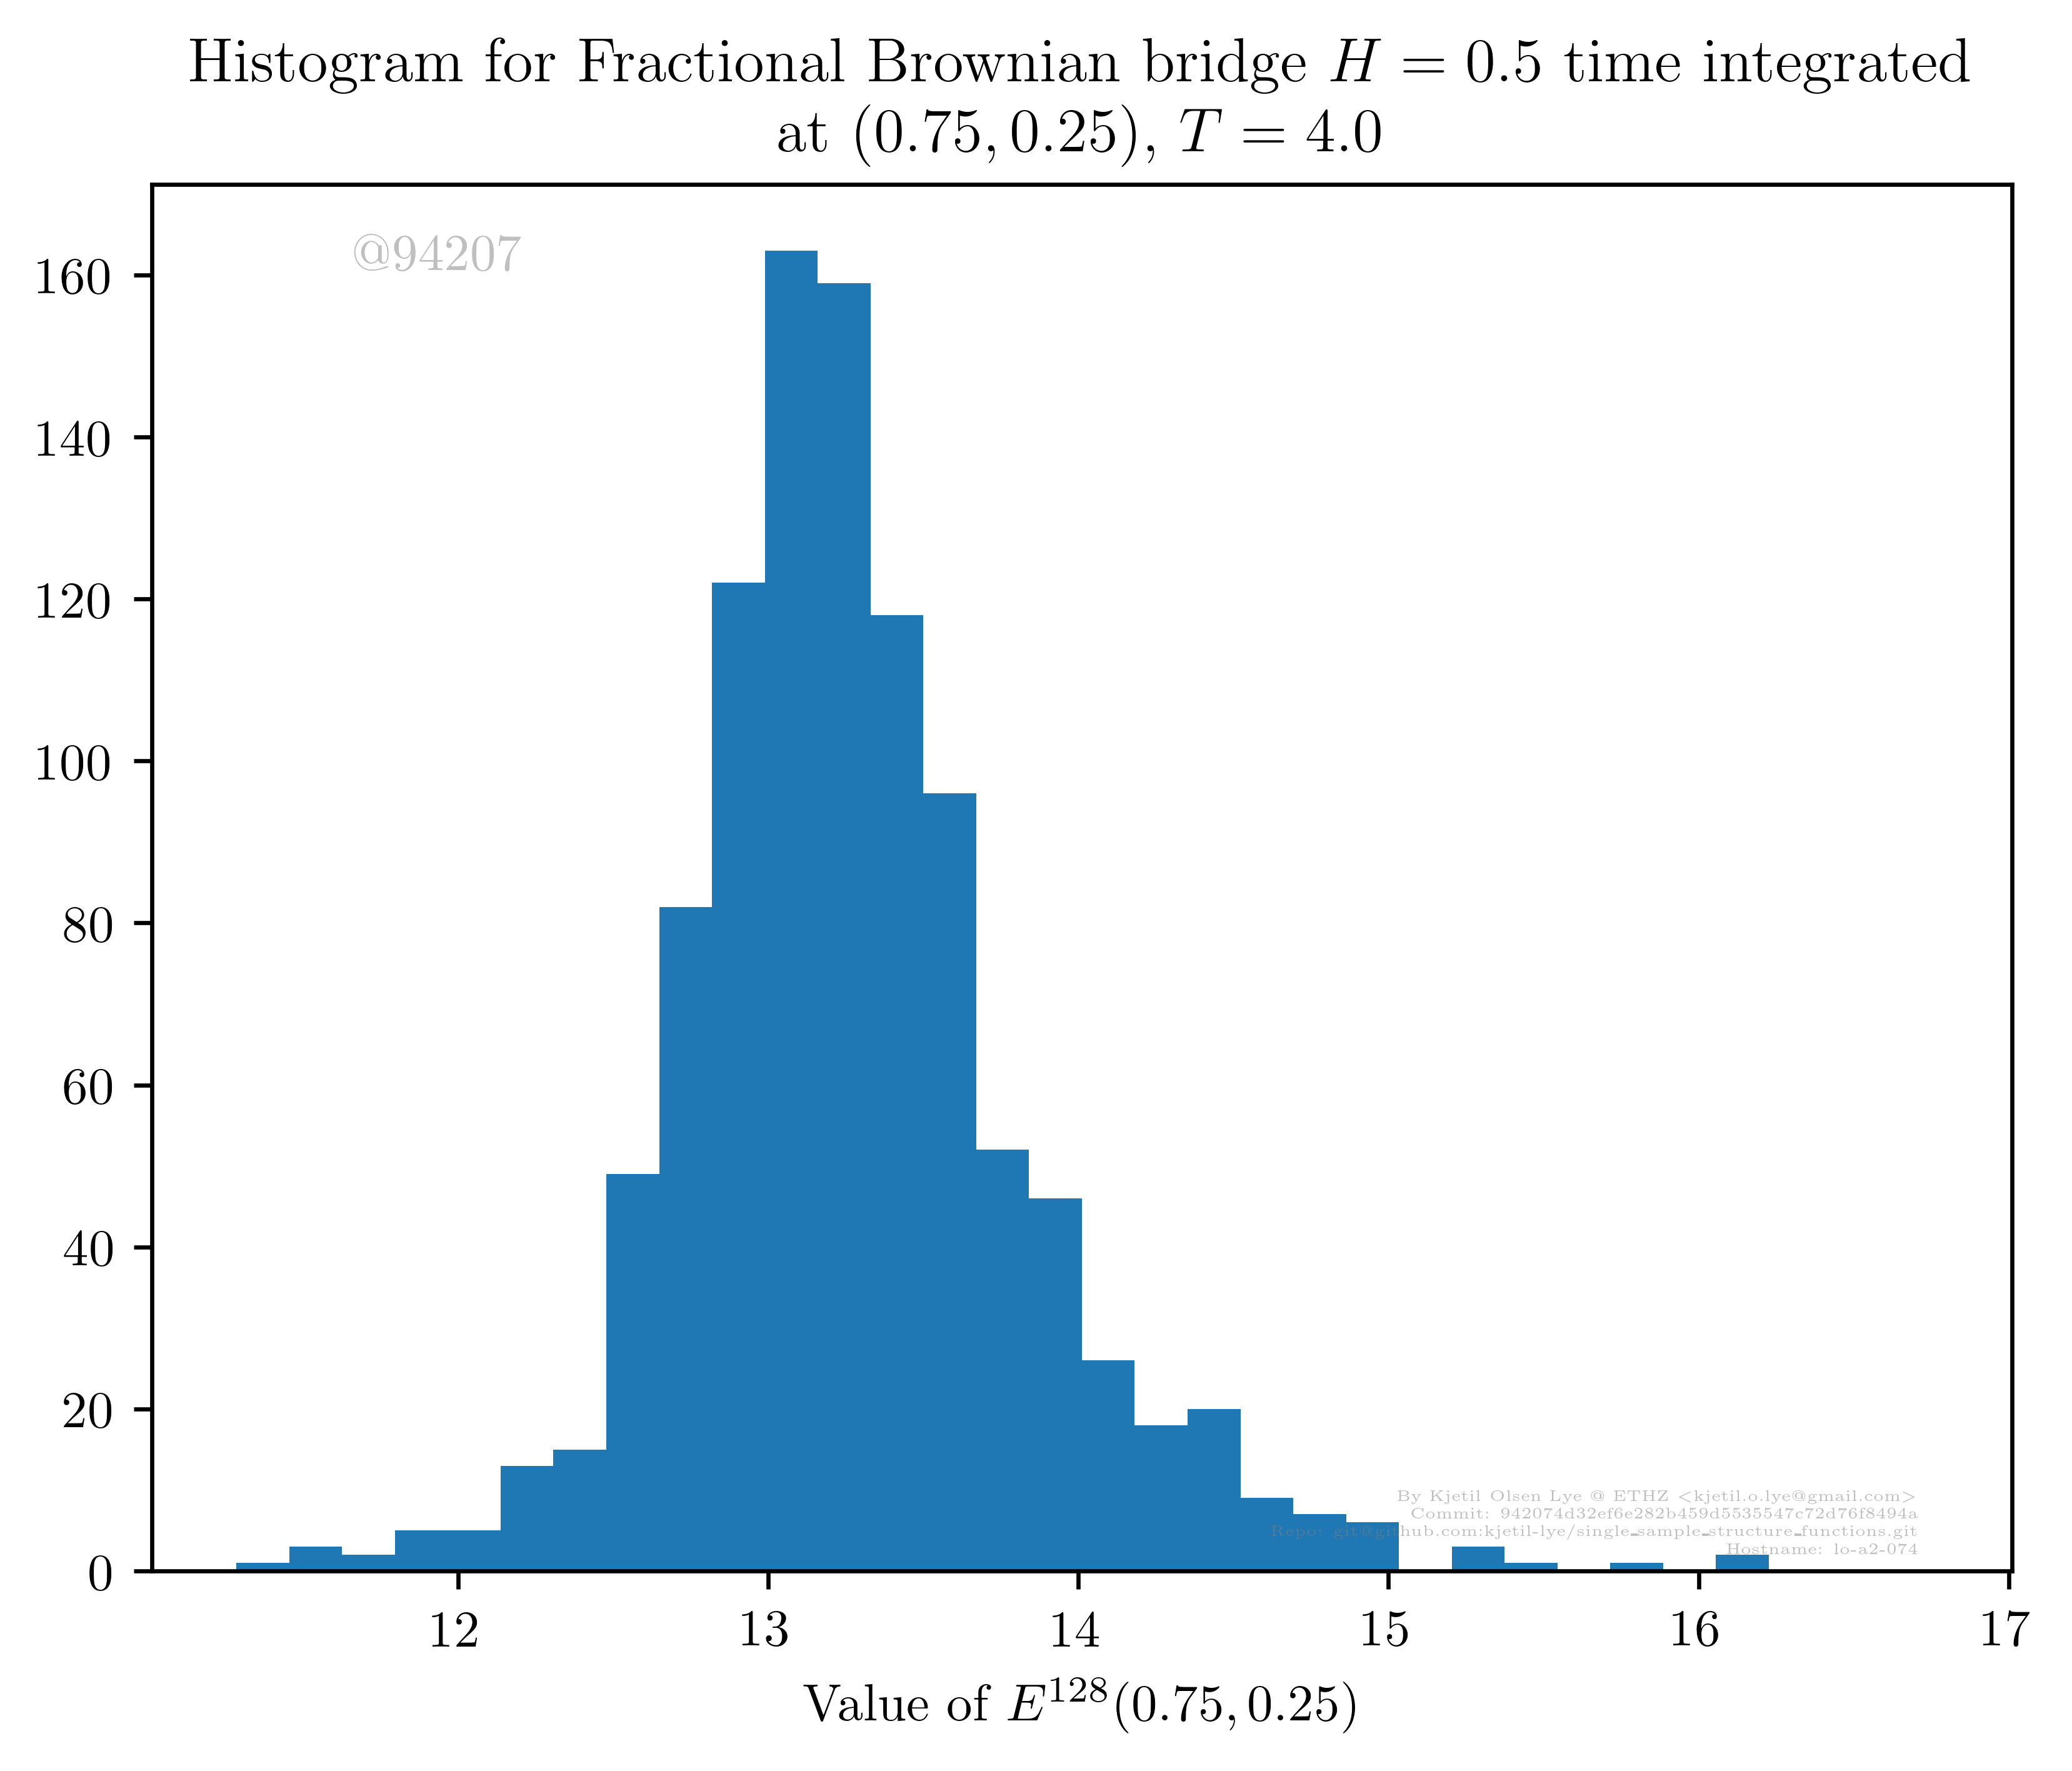 Histogram for Fractional Brownian bridge H = 0.5 time integrated
at (0.75, 0.25), T = 4.0
@94207
160
140
120
100
80
60
40
20
0
By Kjetil Olsen Lye @ ETHZ <kjetil.o.lye@gmail.com>
Commit: 942074d32ef6e282b459d5535547c72d76f8494a
Repo: git@github.com:kjetil-lye/single_sample_structure_functions.git
Hostname: lo-a2-074
12 13 14 15 16 17
Value of E^128(0.75, 0.25)